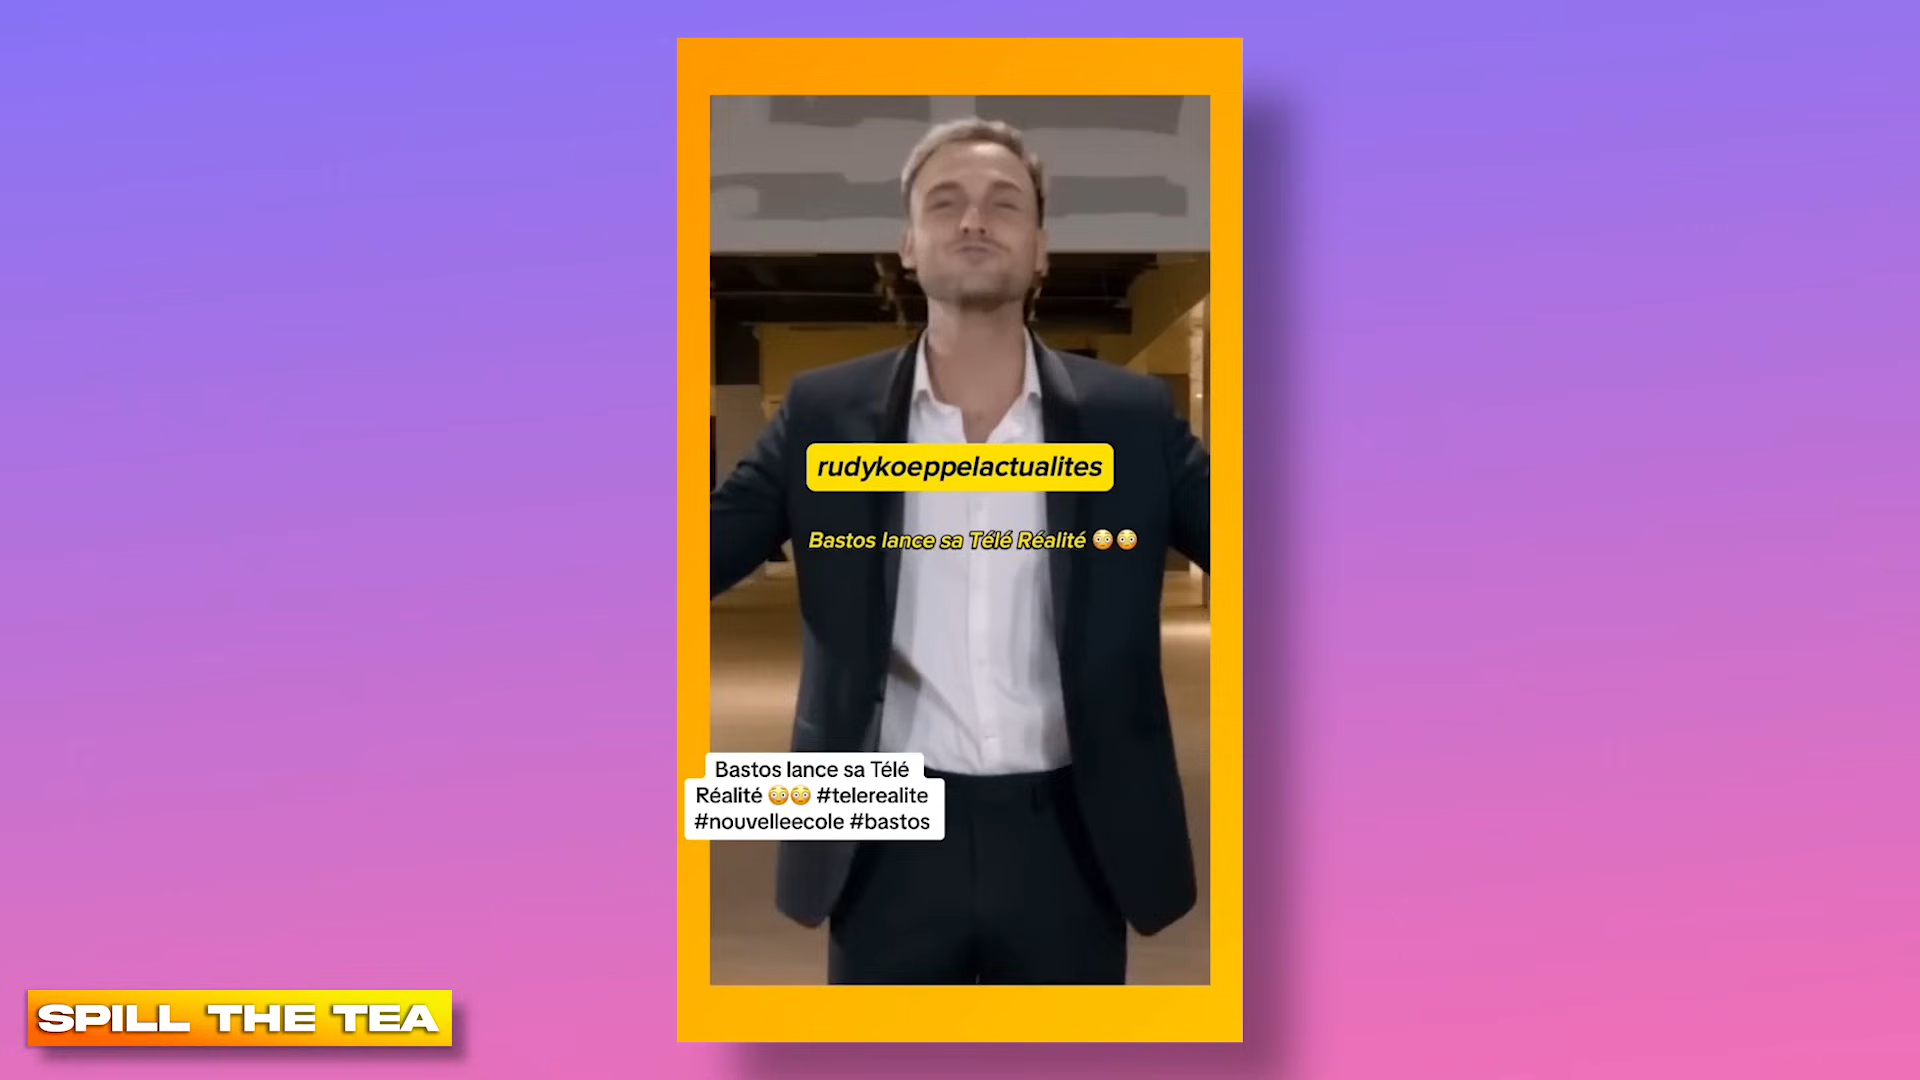 rudykoeppelactualites
Bastos lance sa Télé Réalité 😳😳
Bastos lance sa Télé
Réalité 😳😳 #telerealite
#nouvelleecole #bastos
SPILL THE TEA